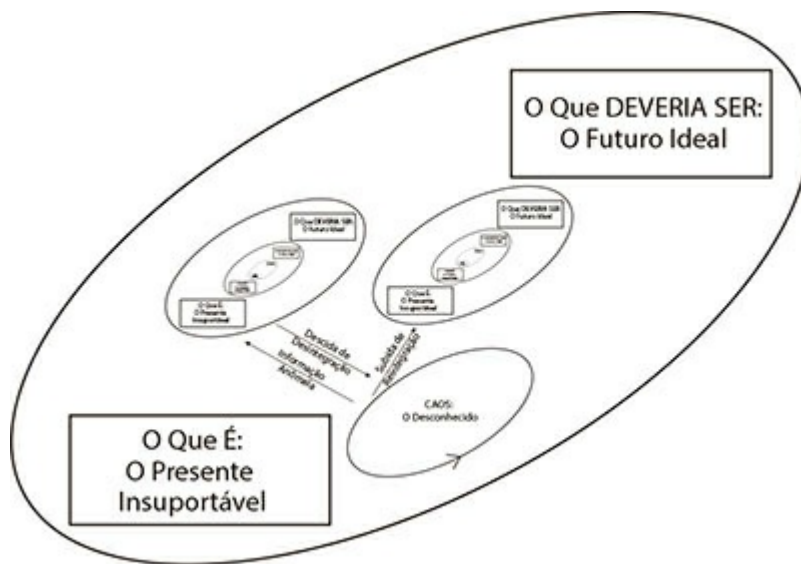 O Que DEVERIA SER:
O Futuro Ideal
O Que DEVERIA SER:
O Futuro Ideal
O Que É:
O Presente
Insuportável
O Que DEVERIA SER:
O Futuro Ideal
O Que É:
O Presente
Insuportável
Descida de
Desintegração
Informação
Anômala
Subida de
Reintegração
CAOS:
O Desconhecido
O Que É:
O Presente
Insuportável